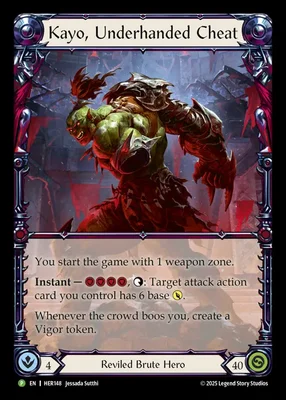 Kayo, Underhanded Cheat
You start the game with 1 weapon zone.
Instant — , : Target attack action
card you control has 6 base .
Whenever the crowd boos you, create a
Vigor token.
4
Reviled Brute Hero
40
P EN | HER148 Jessada Sutthi
© 2025 Legend Story Studios